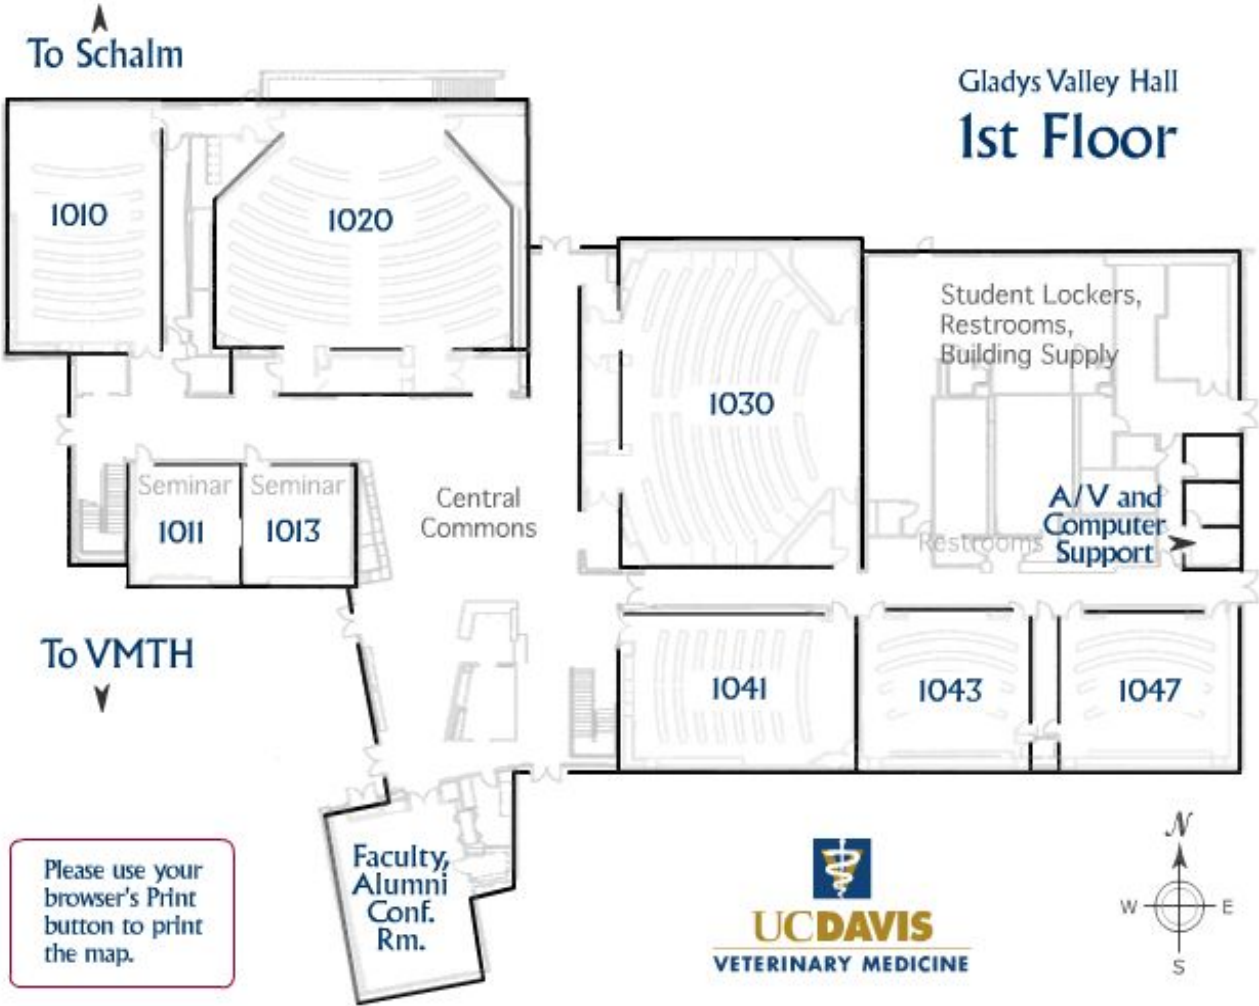 To Schalm
Gladys Valley Hall
1st Floor
1010
1020
Student Lockers,
Restrooms,
Building Supply
1030
Seminar
1011
Seminar
1013
Central
Commons
A/V and
Computer
Support
Restrooms
To VMTH
1041
1043
1047
Please use your
browser's Print
button to print
the map.
Faculty,
Alumni
Conf.
Rm.
UCDAVIS
VETERINARY MEDICINE
N
W E
S